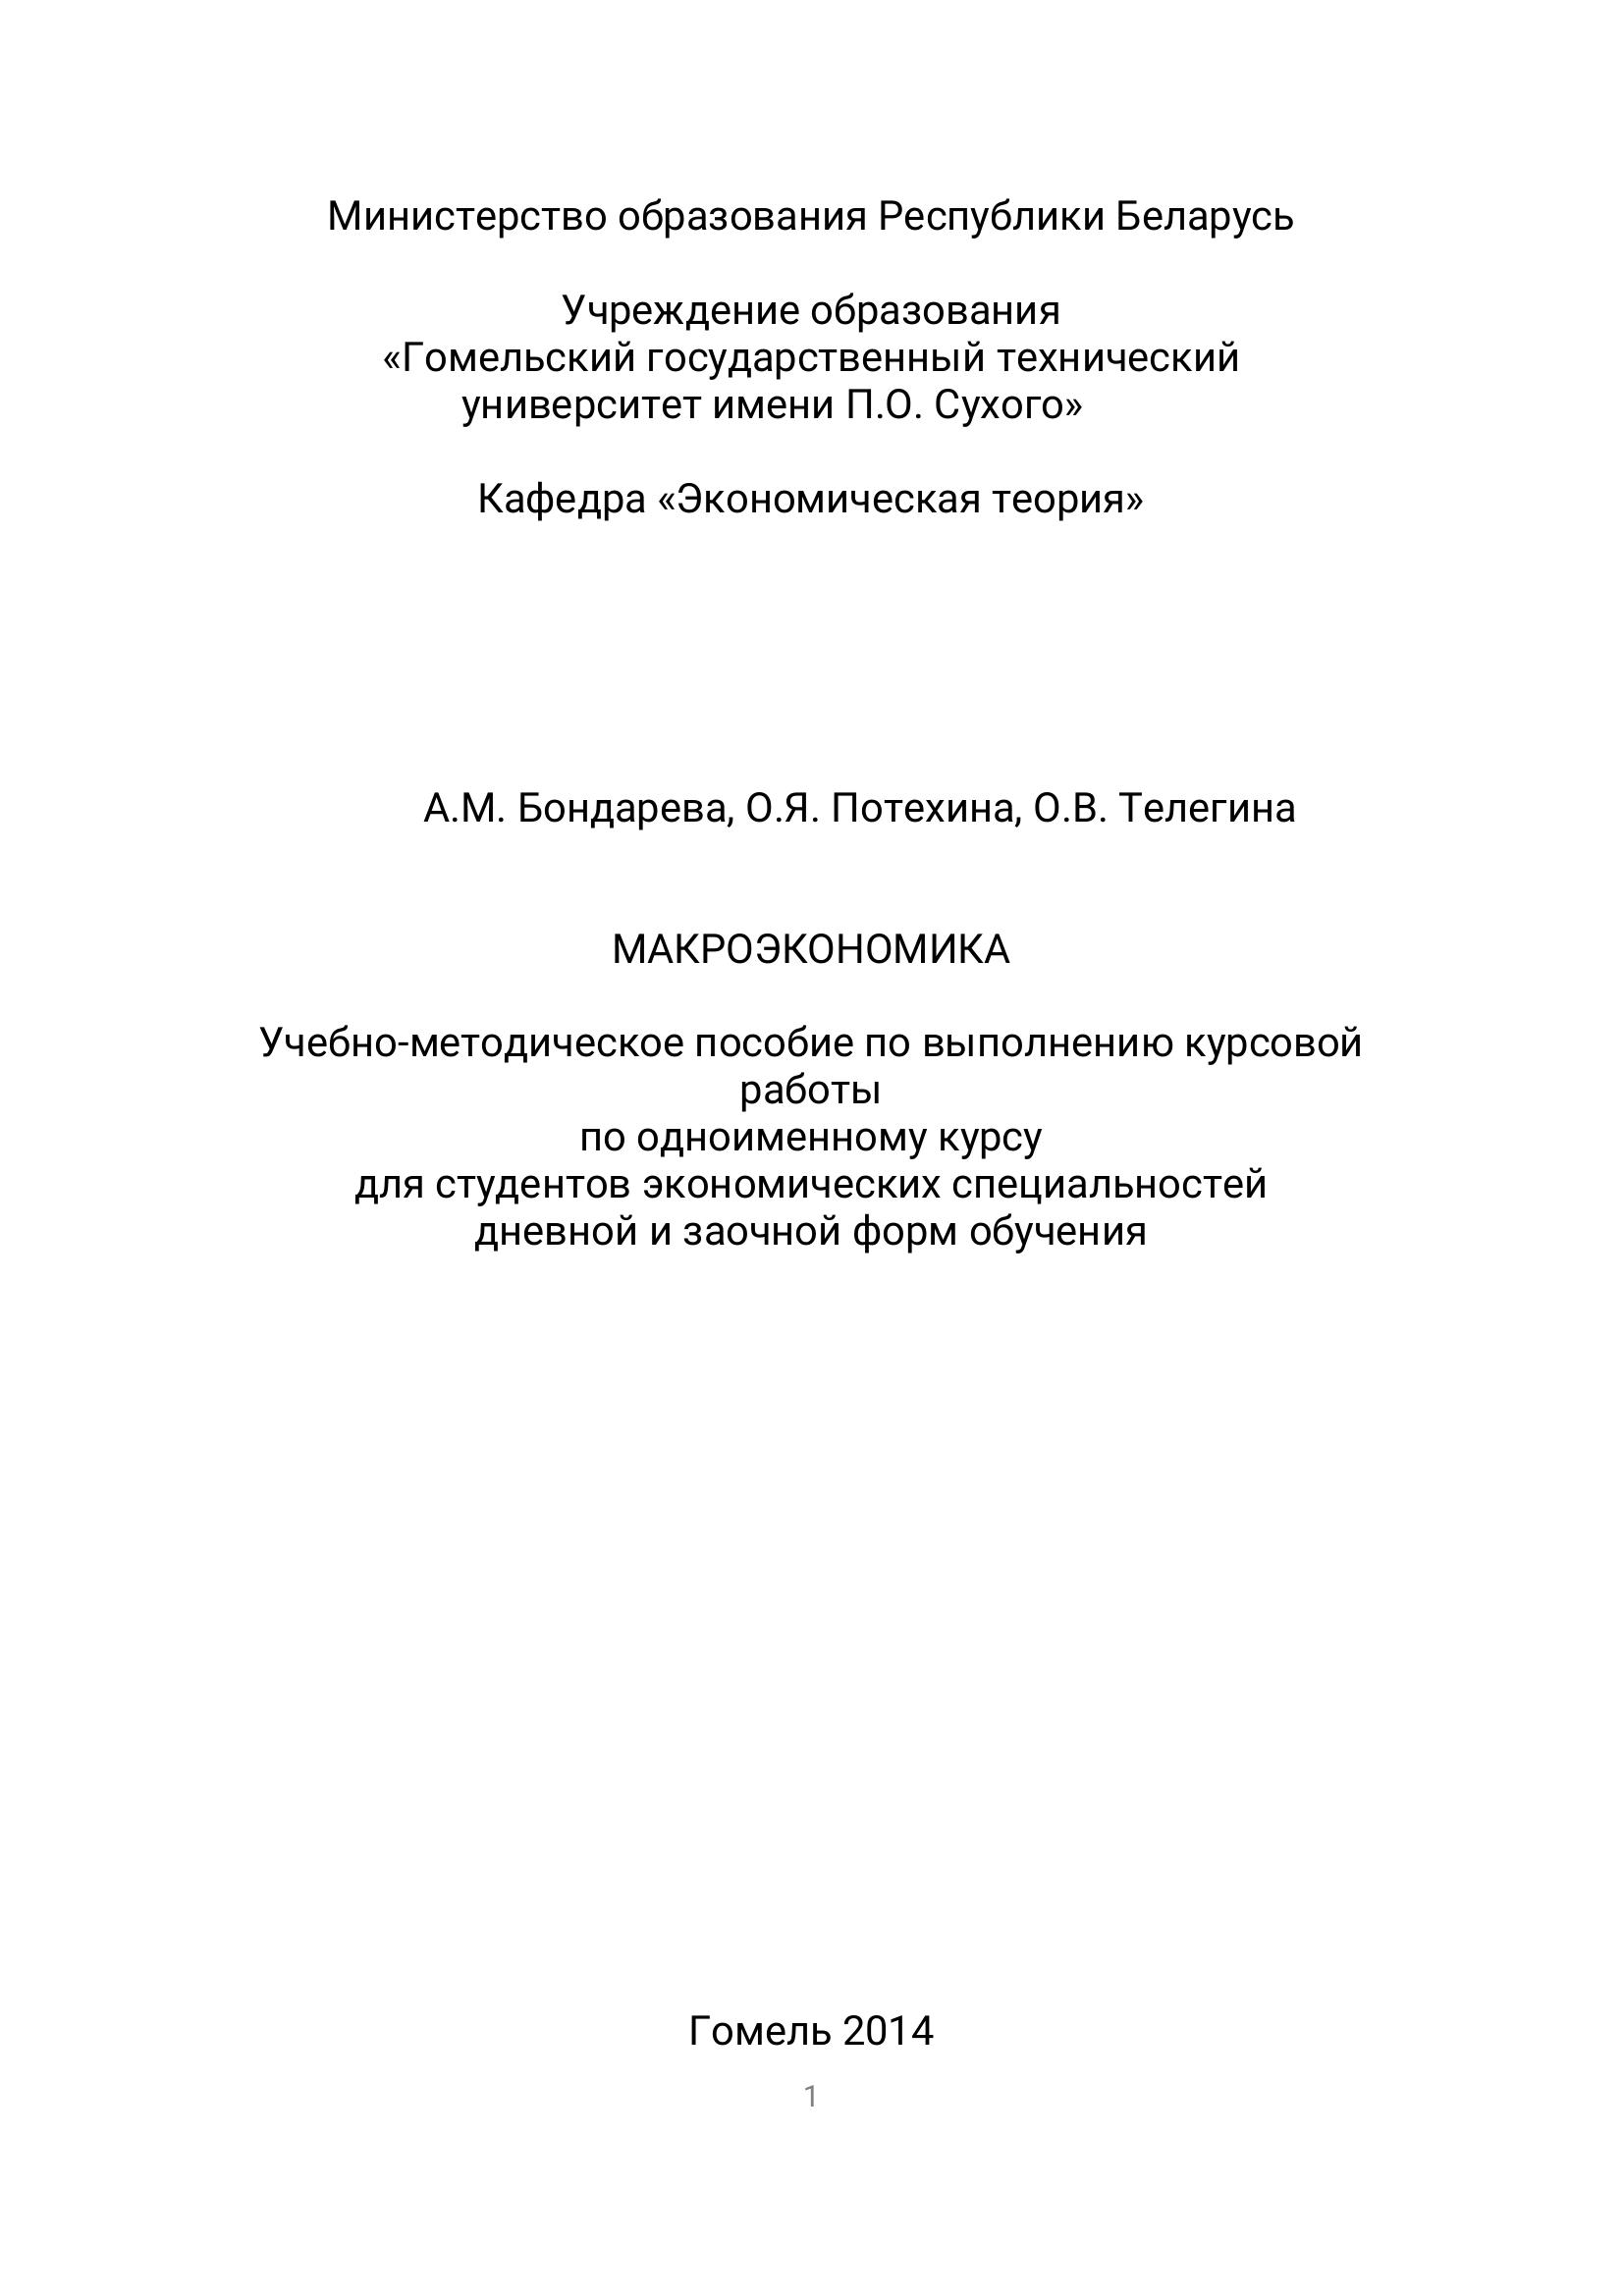 Министерство образования Республики Беларусь
Учреждение образования
«Гомельский государственный технический
университет имени П.О. Сухого»
Кафедра «Экономическая теория»
А.М. Бондарева, О.Я. Потехина, О.В. Телегина
МАКРОЭКОНОМИКА
Учебно-методическое пособие по выполнению курсовой
работы
по одноименному курсу
для студентов экономических специальностей
дневной и заочной форм обучения
Гомель 2014
1